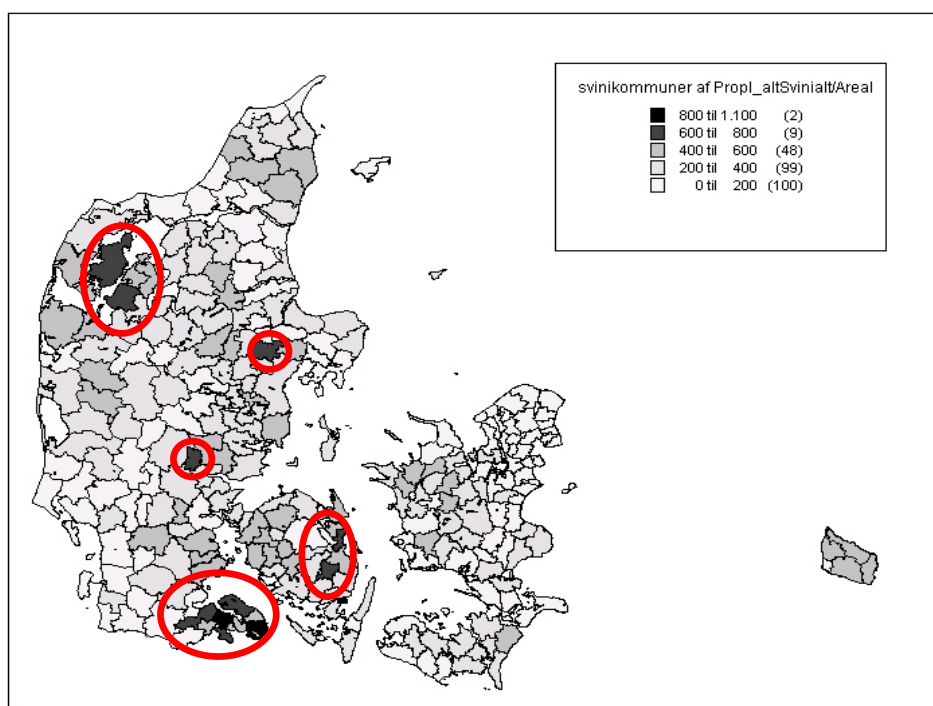 svinikommuner af Propl_altSvinialt/Areal
800 til 1.100 (2)
600 til 800 (9)
400 til 600 (48)
200 til 400 (99)
0 til 200 (100)